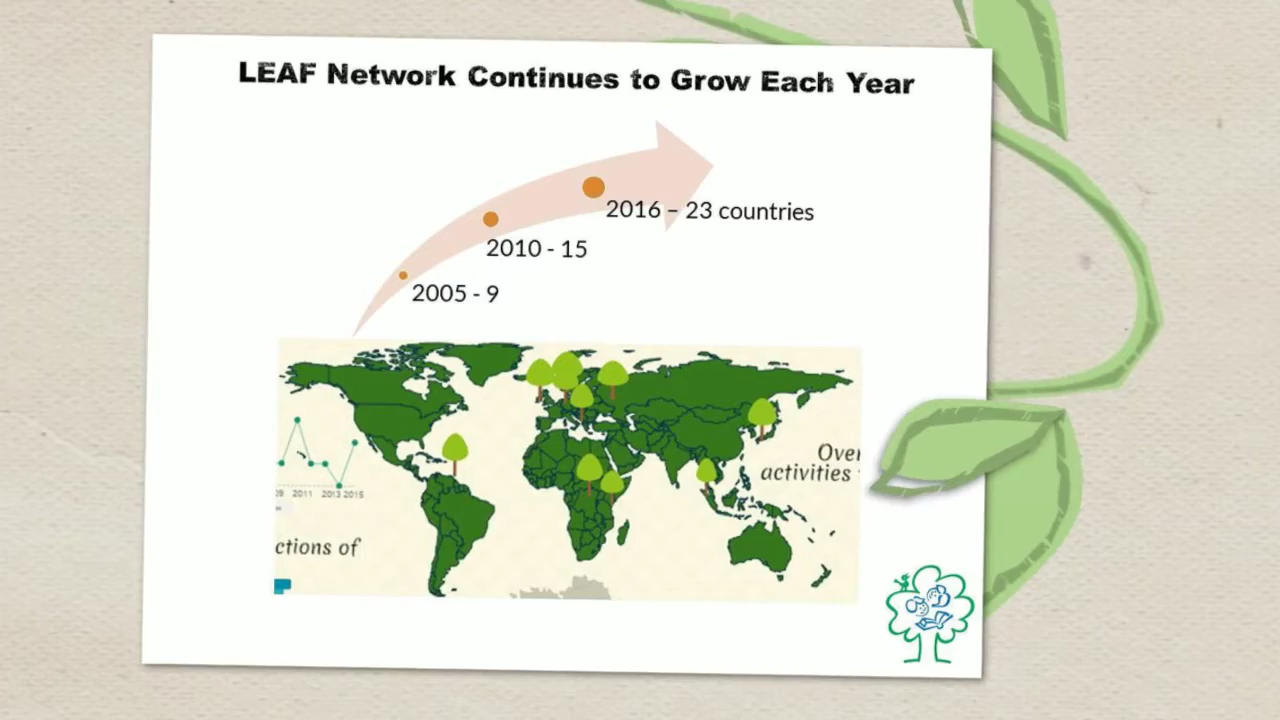 LEAF Network Continues to Grow Each Year
2016 – 23 countries
2010 - 15
2005 - 9
2011 2013 2015
Over
activities
ctions of